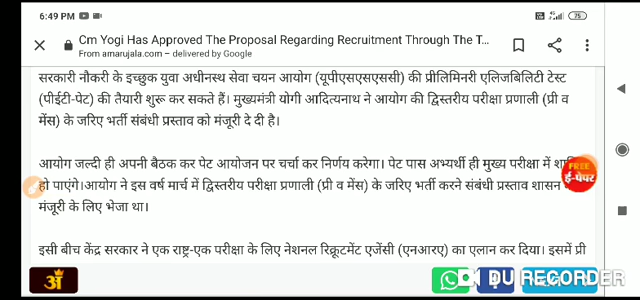 6:49 PM
75
Cm Yogi Has Approved The Proposal Regarding Recruitment Through The T...
From amarujala.com – delivered by Google
सरकारी नौकरी के इच्छुक युवा अधीनस्थ सेवा चयन आयोग (यूपीएसएसएससी) की प्रीलिमिनरी एलिजबिलिटी टेस्ट
(पीईटी-पेट) की तैयारी शुरू कर सकते हैं। मुख्यमंत्री योगी आदित्यनाथ ने आयोग की द्विस्तरीय परीक्षा प्रणाली (प्री व
मेंस) के जरिए भर्ती संबंधी प्रस्ताव को मंजूरी दे दी है।
आयोग जल्दी ही अपनी बैठक कर पेट आयोजन पर चर्चा कर निर्णय करेगा। पेट पास अभ्यर्थी ही मुख्य परीक्षा में
हो पाएंगे।आयोग ने इस वर्ष मार्च में द्विस्तरीय परीक्षा प्रणाली (प्री व मेंस) के जरिए भर्ती करने संबंधी प्रस्ताव शासन
मंजूरी के लिए भेजा था।
फ्री
ई-पेपर
इसी बीच केंद्र सरकार ने एक राष्ट्र-एक परीक्षा के लिए नेशनल रिक्रूटमेंट एजेंसी (एनआरए) का एलान कर दिया। इसमें प्री
अ
DU RECORDER